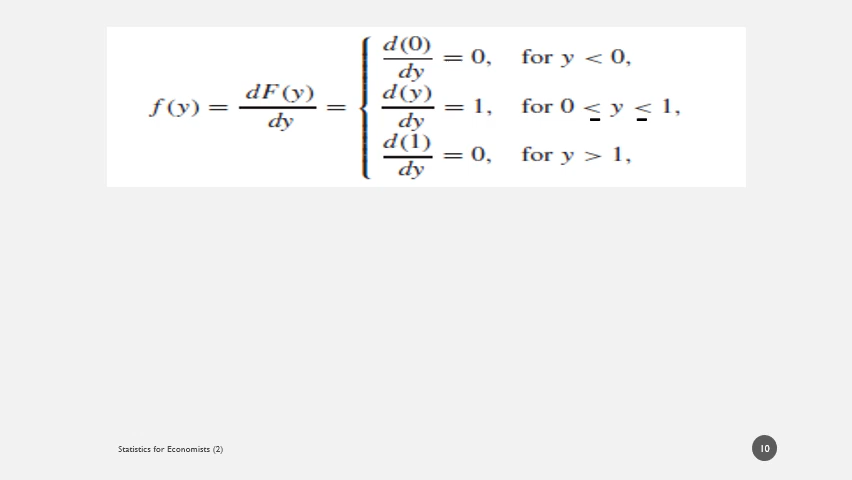 f(y) = dF(y)/dy = { d(0)/dy = 0, for y < 0,
d(y)/dy = 1, for 0 ≤ y ≤ 1,
d(1)/dy = 0, for y > 1,
Statistics for Economists (2)
10